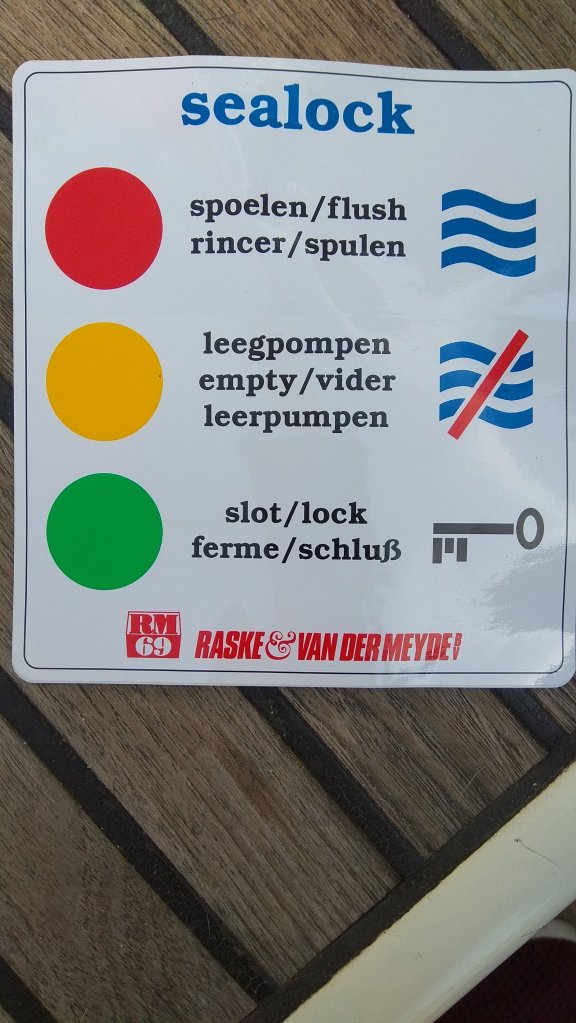 sealock
spoelen/flush
rincer/spulen
leegpompen
empty/vider
leerpumpen
slot/lock
ferme/schluß
RM
69
RASKE & VAN DER MEYDE BV